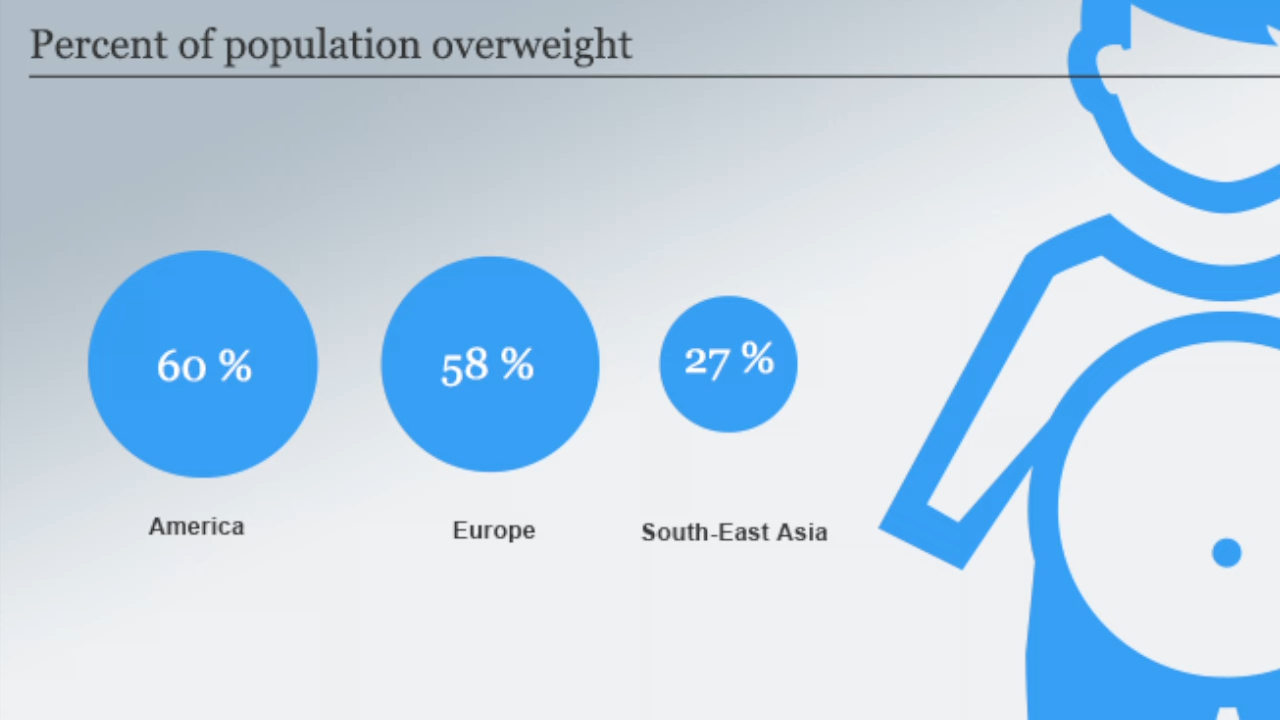 Percent of population overweight
60 %
58 %
27 %
America
Europe
South-East Asia